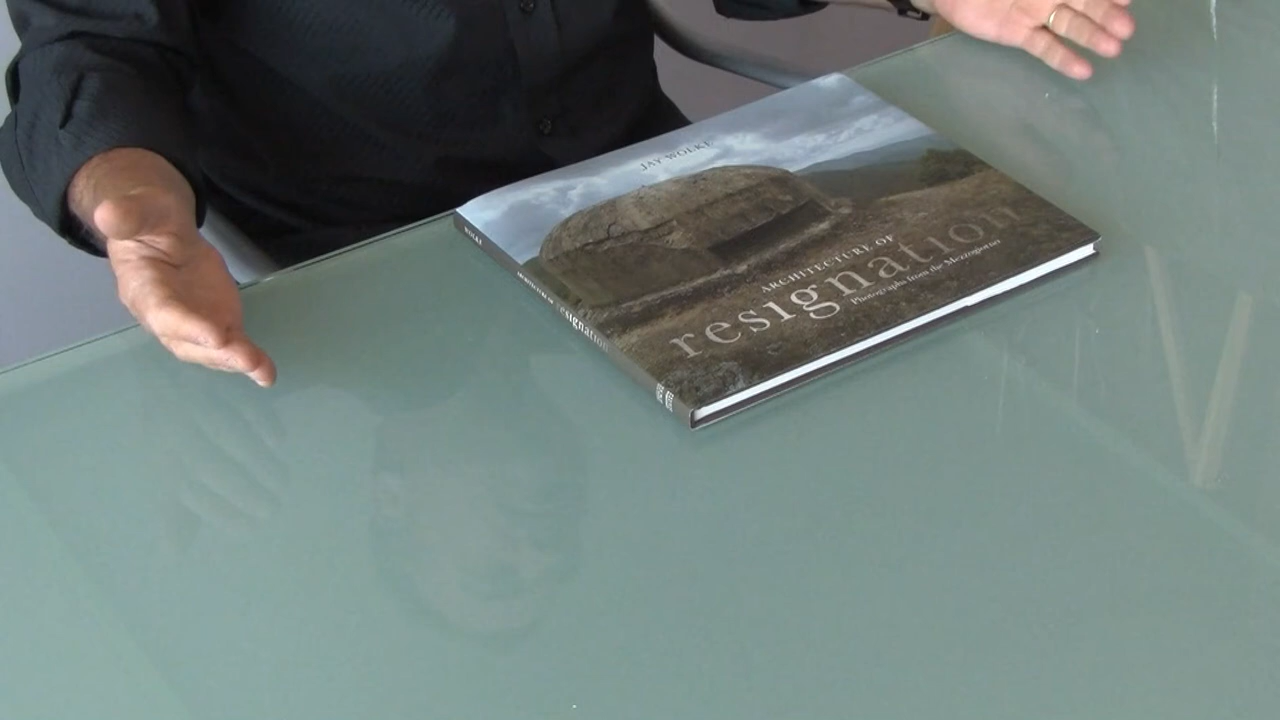 JAY WOLKE
ARCHITECTURE OF
resignation
Photographs from the Mezzogiorno
WOLKE
ARCHITECTURE OF resignation